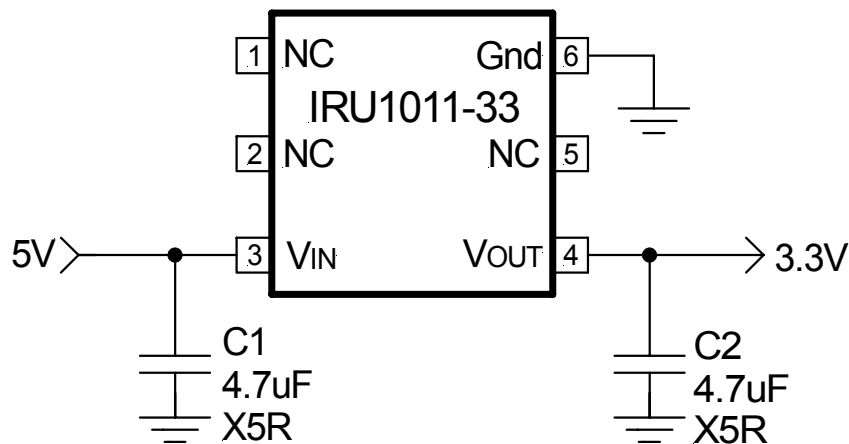 1 NC Gnd 6
IRU1011-33
2 NC NC 5
5V 3 VIN VOUT 4 3.3V
C1
4.7uF
X5R
C2
4.7uF
X5R